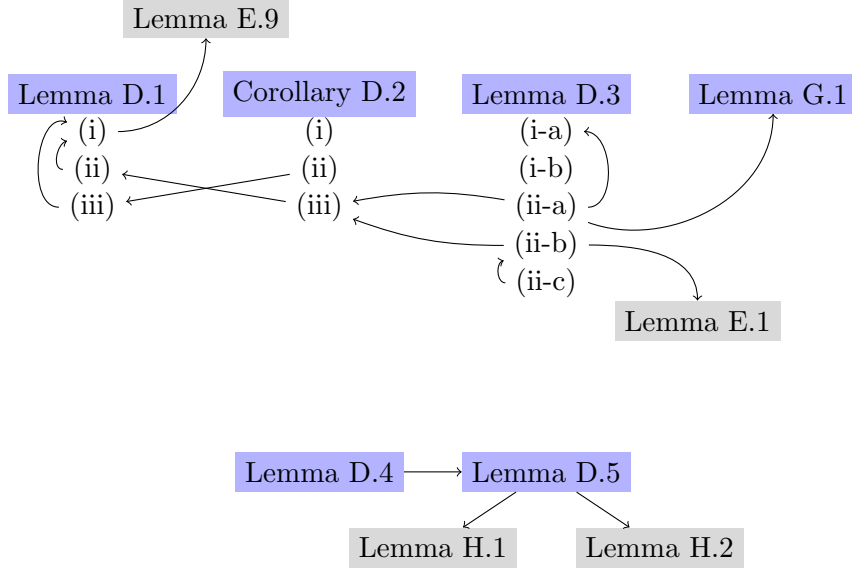 Lemma E.9
Lemma D.1 Corollary D.2 Lemma D.3 Lemma G.1
(i) (i) (i-a)
(ii) (ii) (i-b)
(iii) (iii) (ii-a)
(ii-b)
(ii-c)
Lemma E.1
Lemma D.4 Lemma D.5
Lemma H.1 Lemma H.2